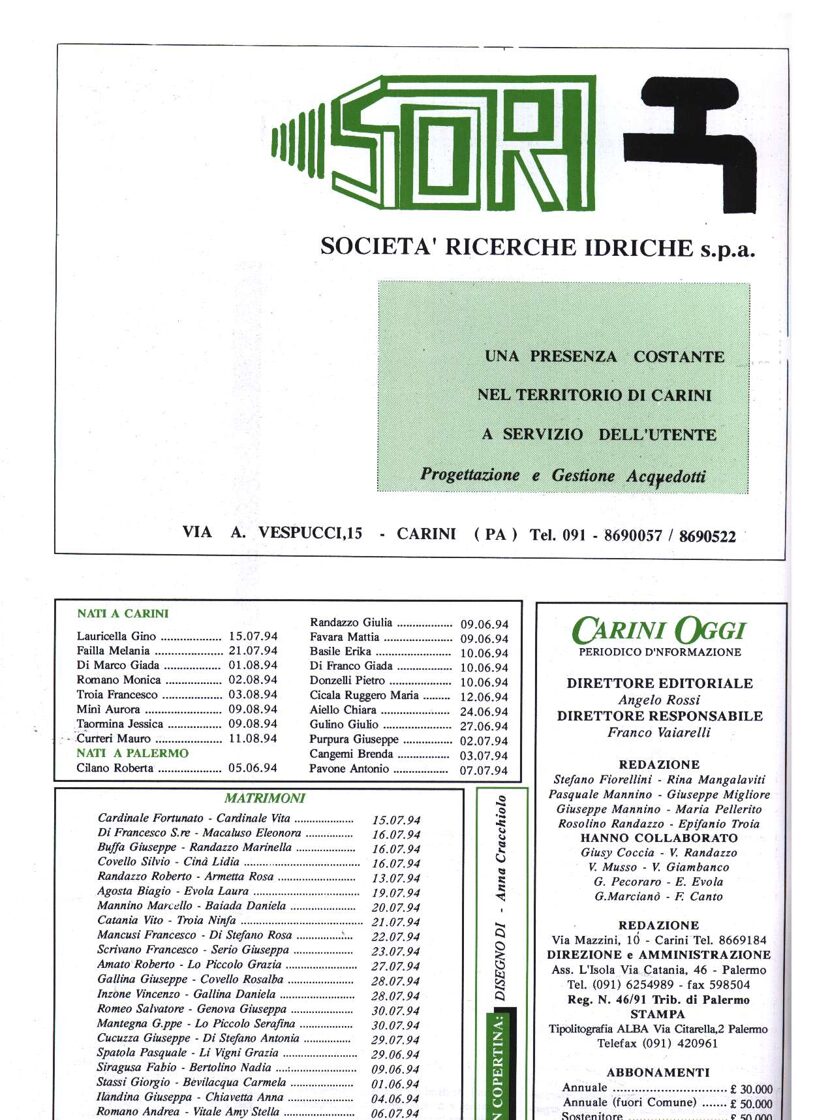 SORI
SOCIETA' RICERCHE IDRICHE s.p.a.
UNA PRESENZA COSTANTE
NEL TERRITORIO DI CARINI
A SERVIZIO DELL'UTENTE
Progettazione e Gestione Acquedotti
VIA A. VESPUCCI,15 - CARINI ( PA ) Tel. 091 - 8690057 / 8690522
NATI A CARINI
Lauricella Gino ................... 15.07.94
Failla Melania ...................... 21.07.94
Di Marco Giada .................. 01.08.94
Romano Monica .................. 02.08.94
Troia Francesco ................... 03.08.94
Minì Aurora ........................ 09.08.94
Taormina Jessica ................. 09.08.94
Curreri Mauro ..................... 11.08.94
NATI A PALERMO
Cilano Roberta .................... 05.06.94
Randazzo Giulia .................. 09.06.94
Favara Mattia ........................ 09.06.94
Basile Erika ........................ 10.06.94
Di Franco Giada .................. 10.06.94
Donzelli Pietro .................... 10.06.94
Cicala Ruggero Maria ......... 12.06.94
Aiello Chiara ....................... 24.06.94
Gulino Giulio ........................ 27.06.94
Purpura Giuseppe ................ 02.07.94
Cangemi Brenda .................. 03.07.94
Pavone Antonio .................. 07.07.94
MATRIMONI
Cardinale Fortunato - Cardinale Vita .................... 15.07.94
Di Francesco S.re - Macaluso Eleonora ................ 16.07.94
Buffa Giuseppe - Randazzo Marinella .................. 16.07.94
Covello Silvio - Cinà Lidia ...................................... 16.07.94
Randazzo Roberto - Armetta Rosa .......................... 13.07.94
Agosta Biagio - Evola Laura .................................. 19.07.94
Mannino Marcello - Baiada Daniela ...................... 20.07.94
Catania Vito - Troia Ninfa ........................................ 21.07.94
Mancusi Francesco - Di Stefano Rosa ................... 22.07.94
Scrivano Francesco - Serio Giuseppa .................... 23.07.94
Amato Roberto - Lo Piccolo Grazia ........................ 27.07.94
Gallina Giuseppe - Covello Rosalba ...................... 28.07.94
Inzone Vincenzo - Gallina Daniela ......................... 28.07.94
Romeo Salvatore - Genova Giuseppa ...................... 30.07.94
Mantegna G.ppe - Lo Piccolo Serafina ................... 30.07.94
Cucuzza Giuseppe - Di Stefano Antonia ................ 29.07.94
Spatola Pasquale - Li Vigni Grazia ......................... 29.06.94
Siragusa Fabio - Bertolino Nadia ........................... 09.06.94
Stassi Giorgio - Bevilacqua Carmela ...................... 01.06.94
Ilandina Giuseppa - Chiavetta Anna ...................... 04.06.94
Romano Andrea - Vitale Amy Stella ........................ 06.07.94
N COPERTINA: DISEGNO DI - Anna Cracchiolo
CARINI OGGI
PERIODICO D'NFORMAZIONE
DIRETTORE EDITORIALE
Angelo Rossi
DIRETTORE RESPONSABILE
Franco Vaiarelli
REDAZIONE
Stefano Fiorellini - Rina Mangalaviti
Pasquale Mannino - Giuseppe Migliore
Giuseppe Mannino - Maria Pellerito
Rosolino Randazzo - Epifanio Troia
HANNO COLLABORATO
Giusy Coccia - V. Randazzo
V. Musso - V. Giambanco
G. Pecoraro - E. Evola
G.Marcianò - F. Canto
REDAZIONE
Via Mazzini, 10 - Carini Tel. 8669184
DIREZIONE e AMMINISTRAZIONE
Ass. L'Isola Via Catania, 46 - Palermo
Tel. (091) 6254989 - fax 598504
Reg. N. 46/91 Trib. di Palermo
STAMPA
Tipolitografia ALBA Via Citarella,2 Palermo
Telefax (091) 420961
ABBONAMENTI
Annuale ................................ £ 30.000
Annuale (fuori Comune) ....... £ 50.000
Sostenitore ............................ £ 50.000